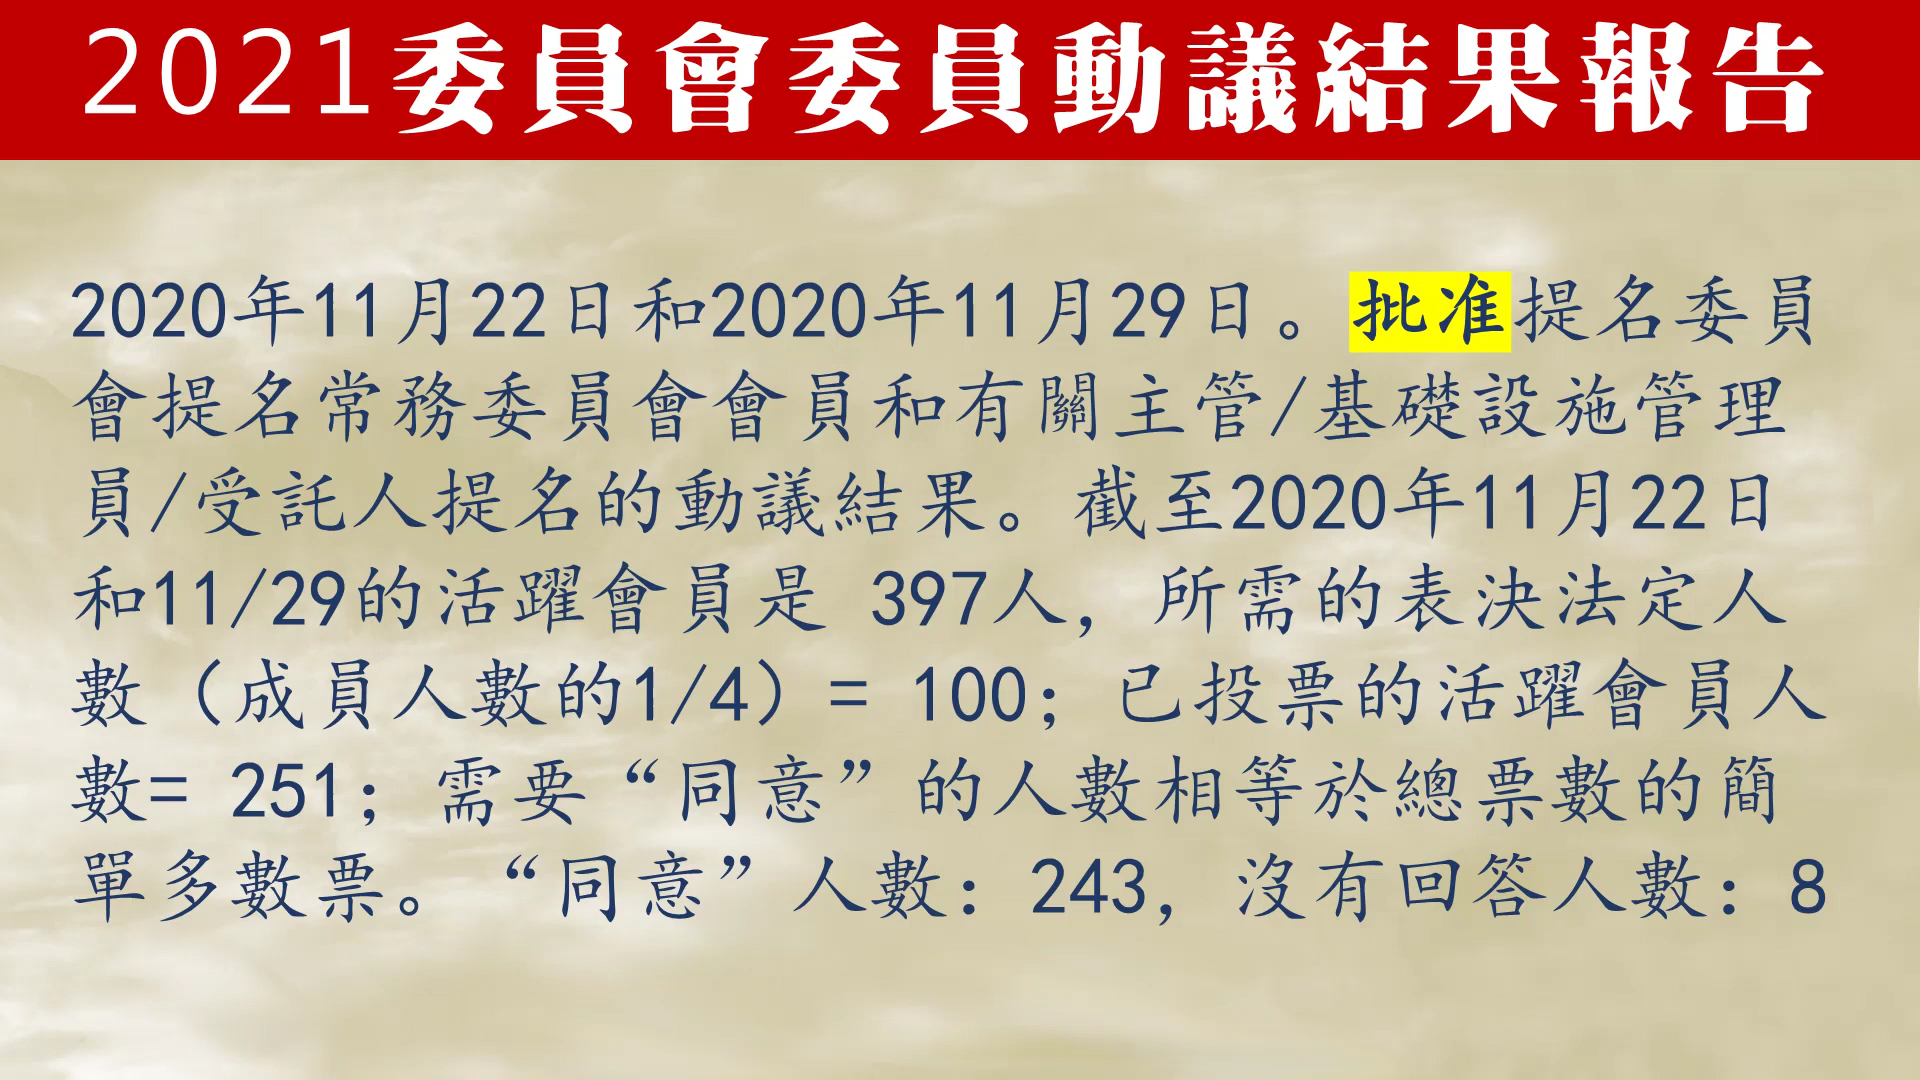 2021委員會委員動議結果報告
2020年11月22日和2020年11月29日。批准提名委員
會提名常務委員會會員和有關主管/基礎設施管理
員/受託人提名的動議結果。截至2020年11月22日
和11/29的活躍會員是 397人，所需的表決法定人
數（成員人數的1/4）= 100；已投票的活躍會員人
數= 251；需要“同意”的人數相等於總票數的簡
單多數票。“同意”人數：243，沒有回答人數：8